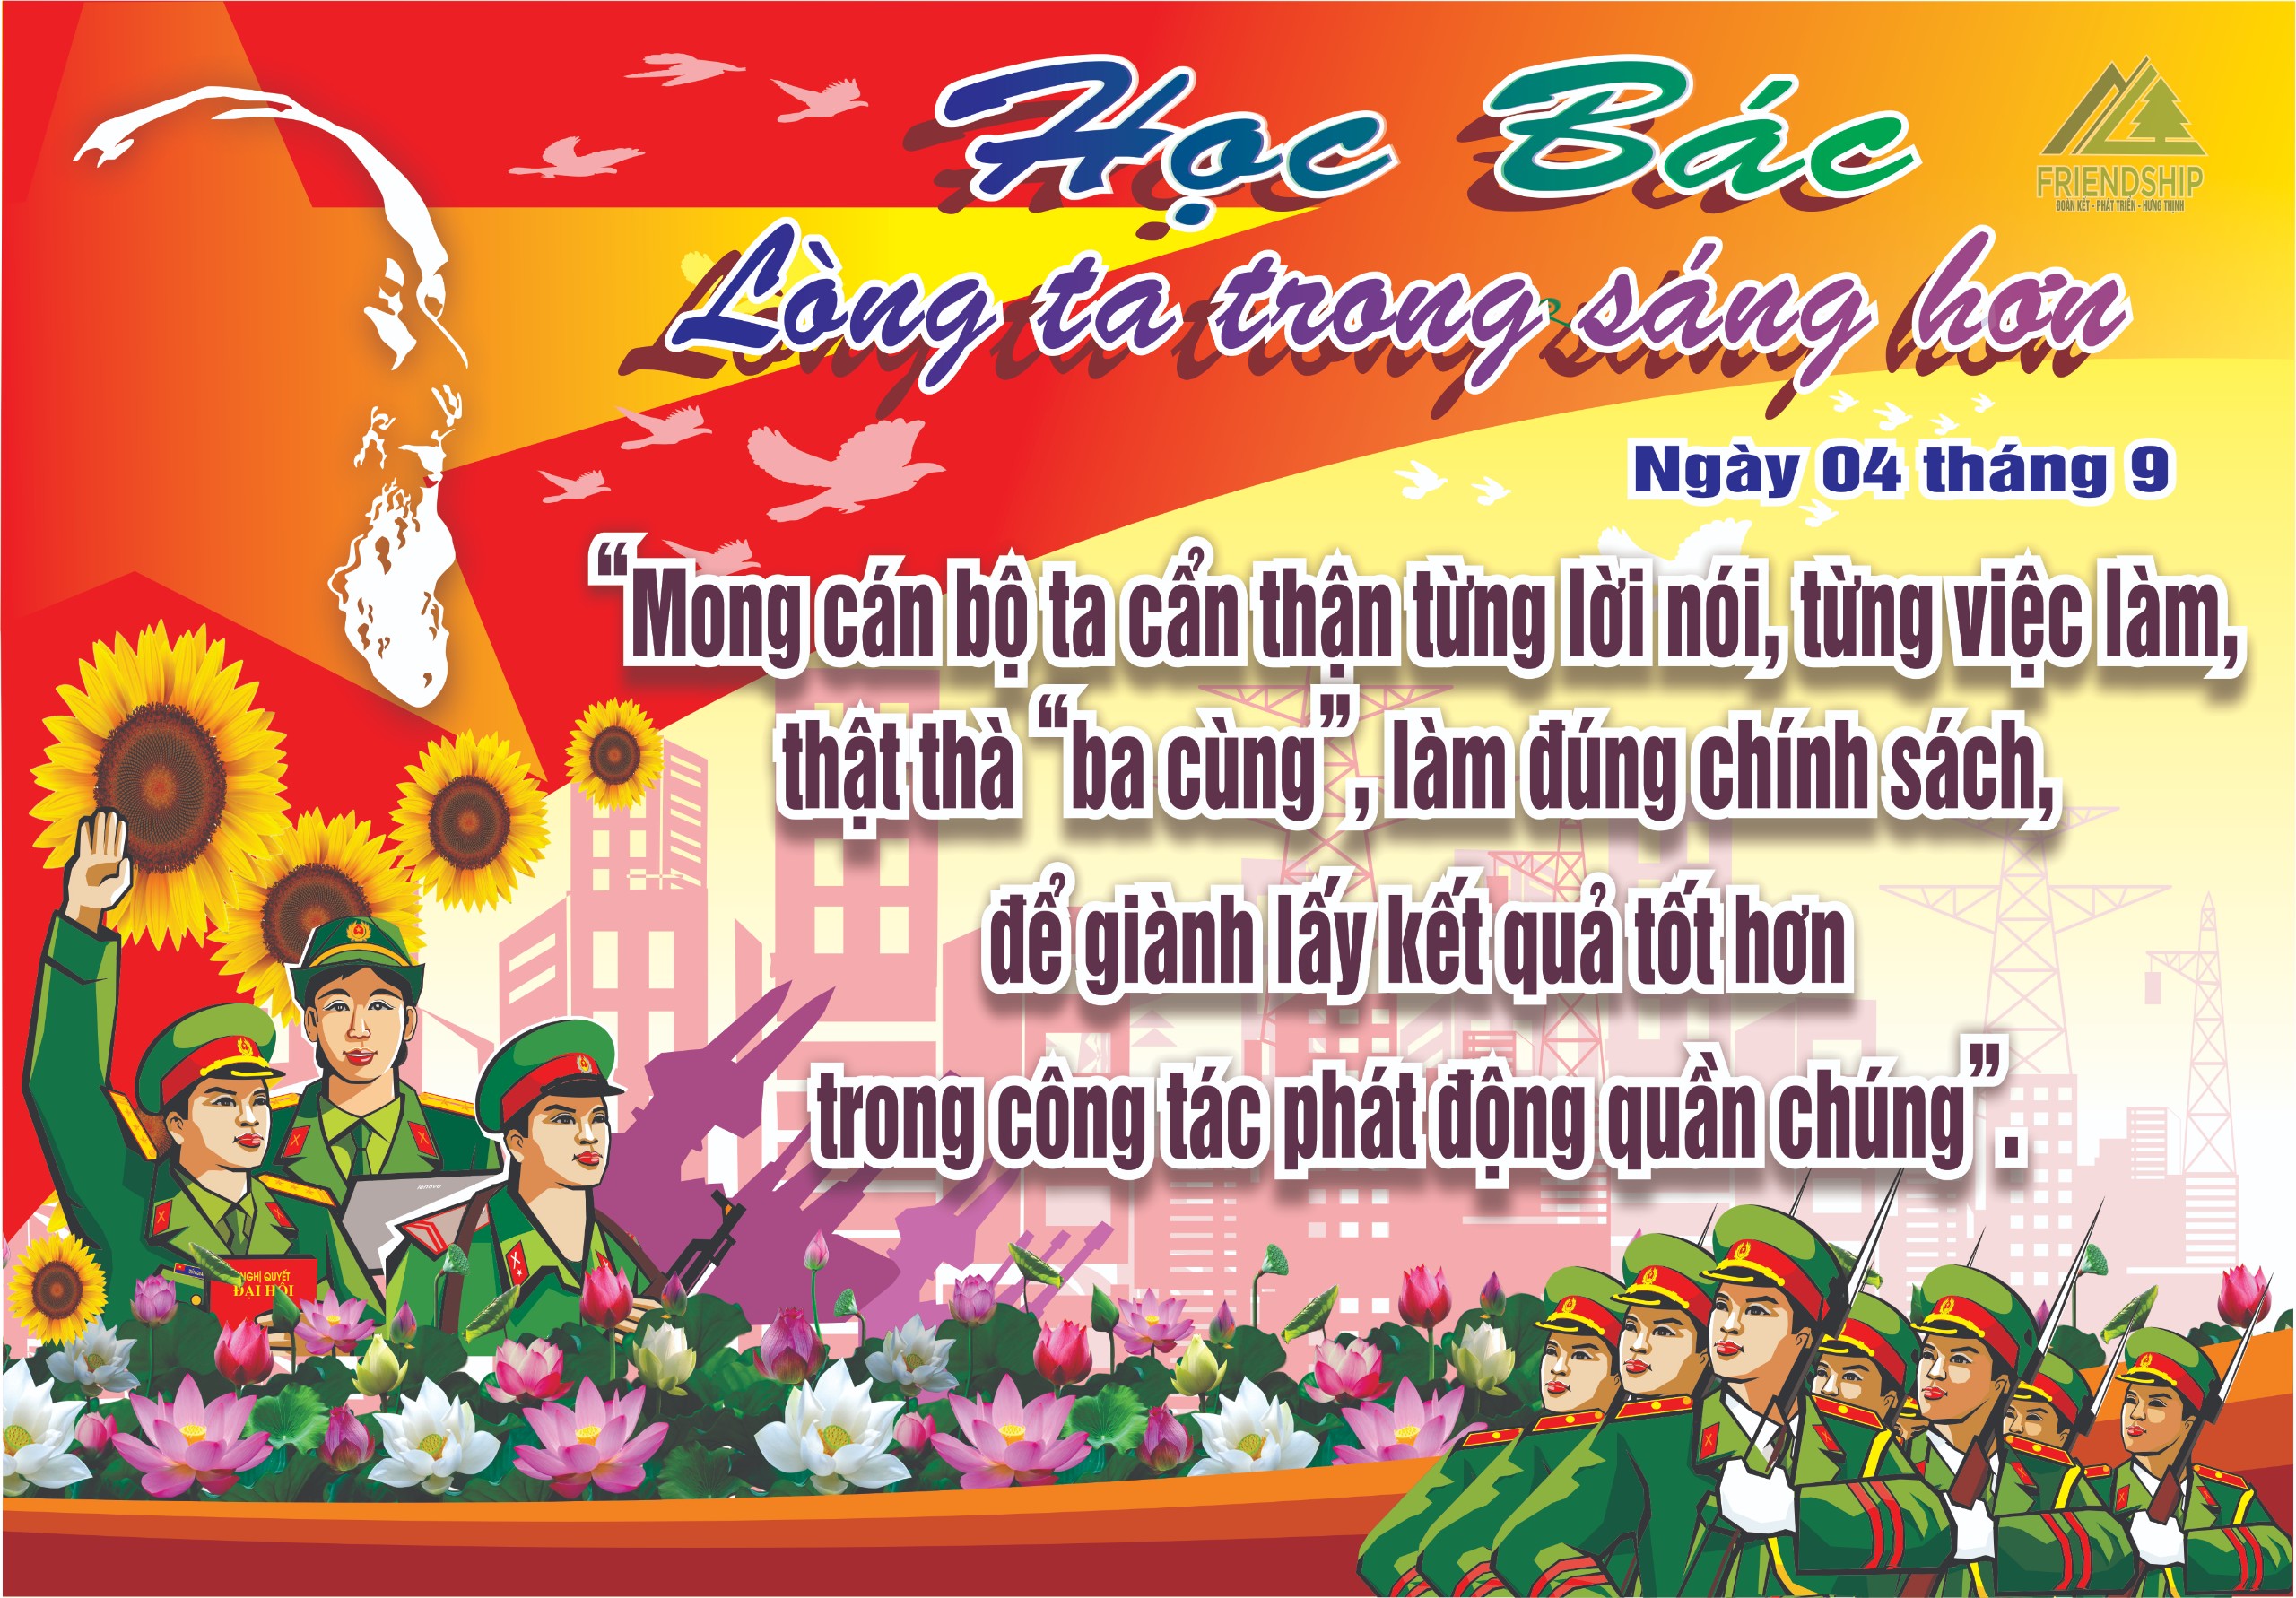 Học Bác
FRIENDSHIP
ĐOÀN KẾT - PHÁT TRIỂN - HƯNG THỊNH
Lòng ta trong sáng hơn
Ngày 04 tháng 9
“Mong cán bộ ta cẩn thận từng lời nói, từng việc làm,
thật thà “ba cùng”, làm đúng chính sách,
để giành lấy kết quả tốt hơn
trong công tác phát động quần chúng”.
lenovo
NGHỊ QUYẾT
ĐẠI HỘI